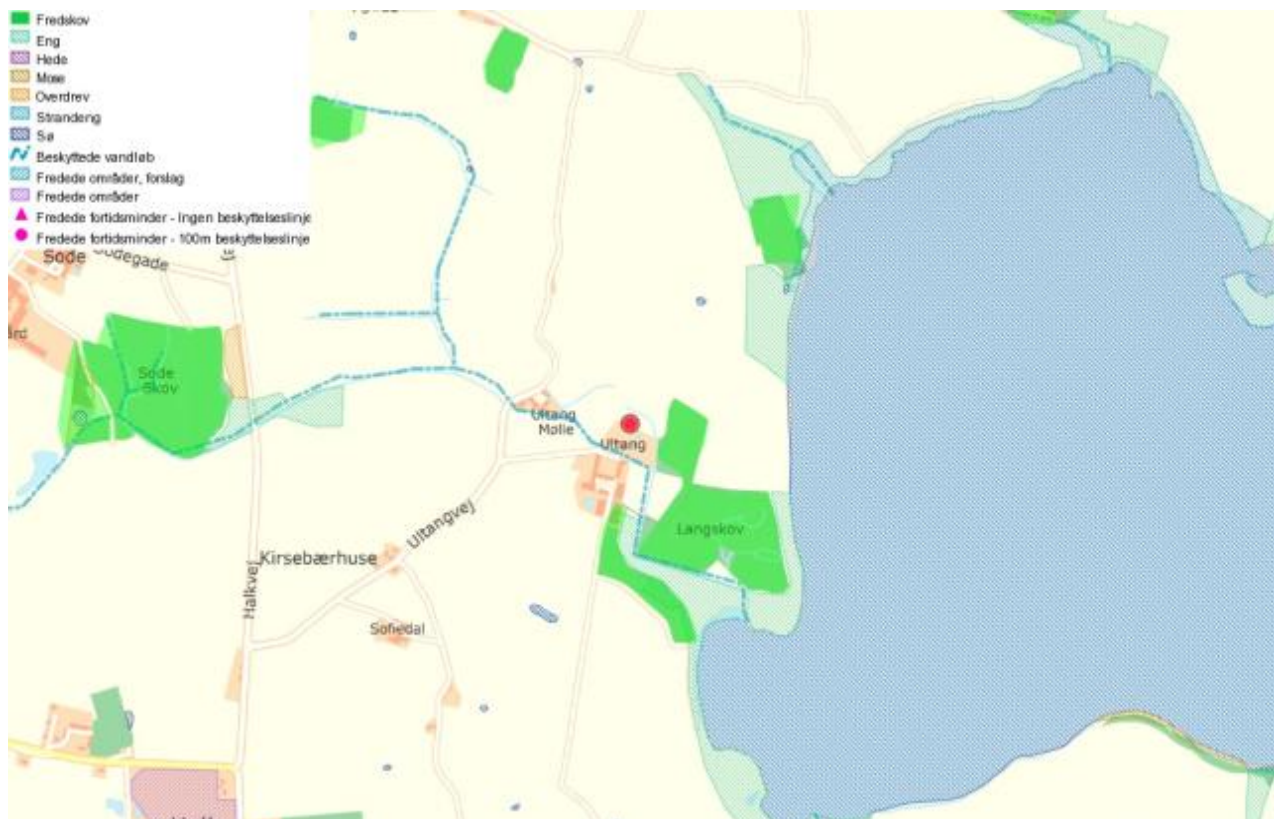 Fredskov
Eng
Hede
Mose
Overdrev
Strandeng
Sø
Beskyttede vandløb
Fredede områder, forslag
Fredede områder
Fredede fortidsminder - Ingen beskyttelseslinje
Fredede fortidsminder - 100m beskyttelseslinje
Sode
Sode
Skov
Ultang
Mølle
Ultang
Langskov
Ultangvej
Kirsebærhuse
Halkvej
Sofiedal